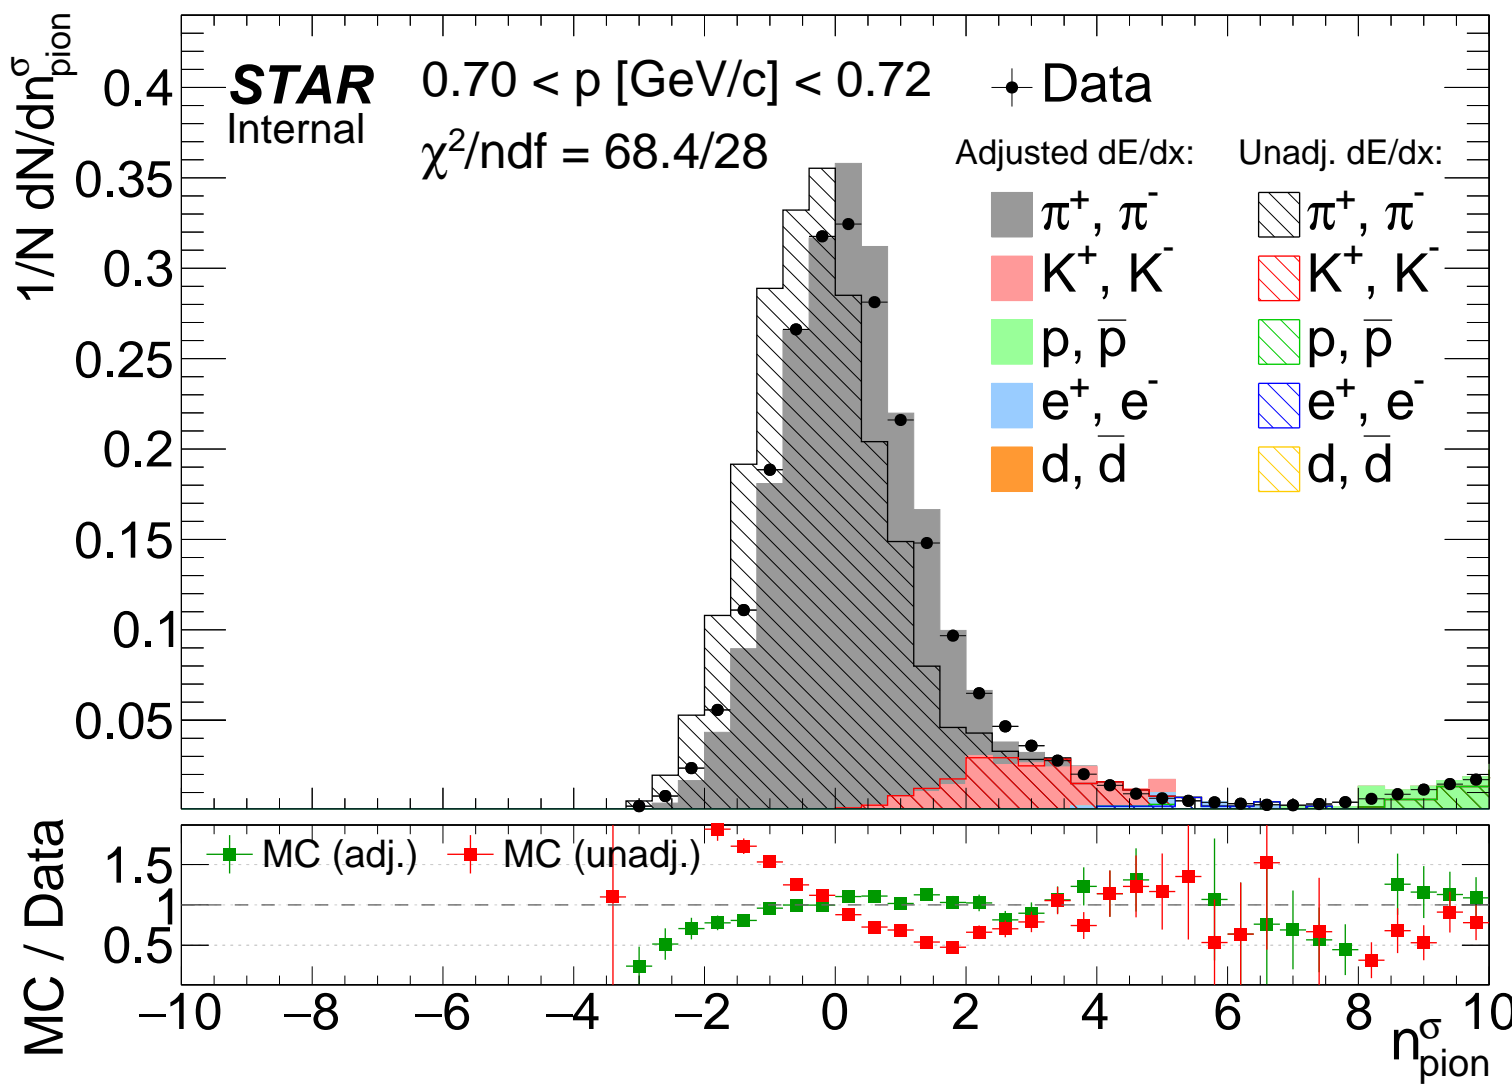 1/N dN/dn^σ_pion
0.4
0.35
0.3
0.25
0.2
0.15
0.1
0.05
STAR
Internal
0.70 < p [GeV/c] < 0.72
χ²/ndf = 68.4/28
Data
Adjusted dE/dx:
Unadj. dE/dx:
π⁺, π⁻
π⁺, π⁻
K⁺, K⁻
K⁺, K⁻
p, p̅
p, p̅
e⁺, e⁻
e⁺, e⁻
d, d̅
d, d̅
MC / Data
1.5
1
0.5
MC (adj.)
MC (unadj.)
−10
−8
−6
−4
−2
0
2
4
6
8
10
n^σ_pion